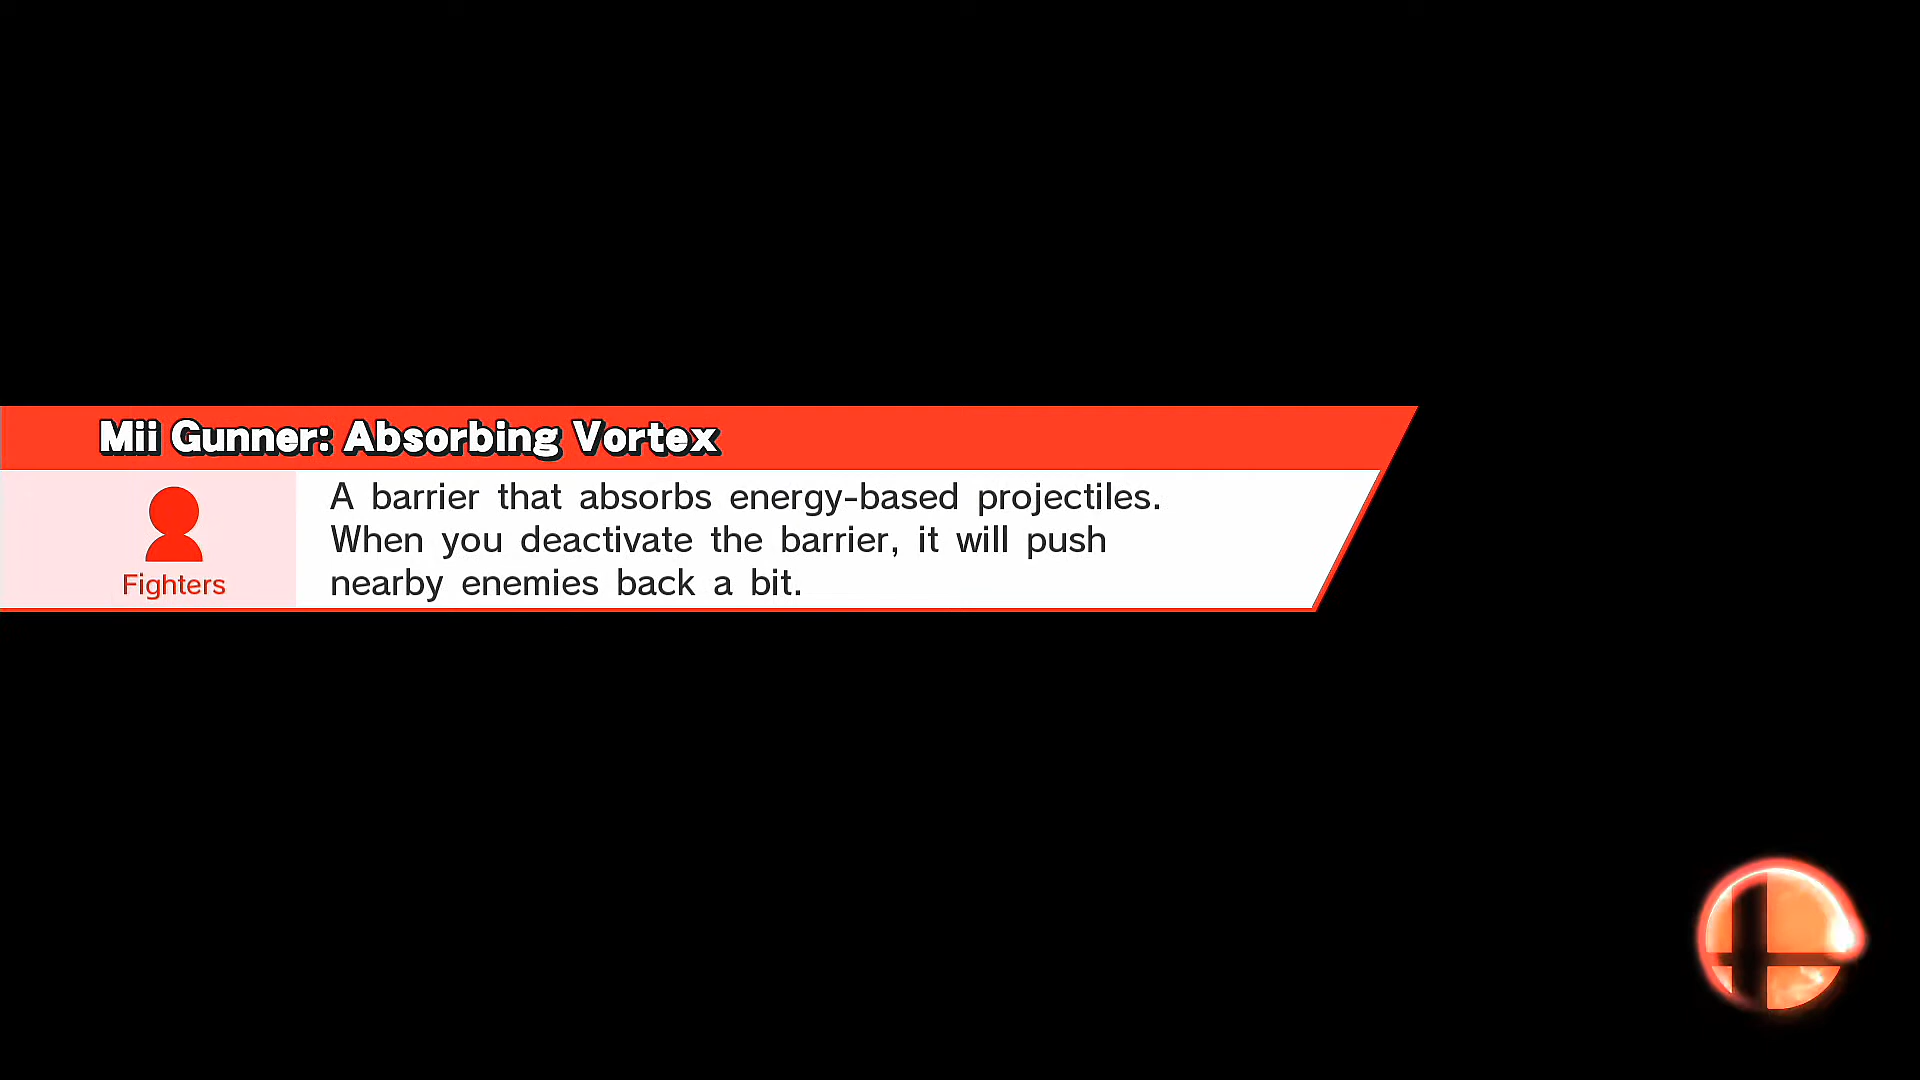 Mii Gunner: Absorbing Vortex
Fighters
A barrier that absorbs energy-based projectiles.
When you deactivate the barrier, it will push
nearby enemies back a bit.